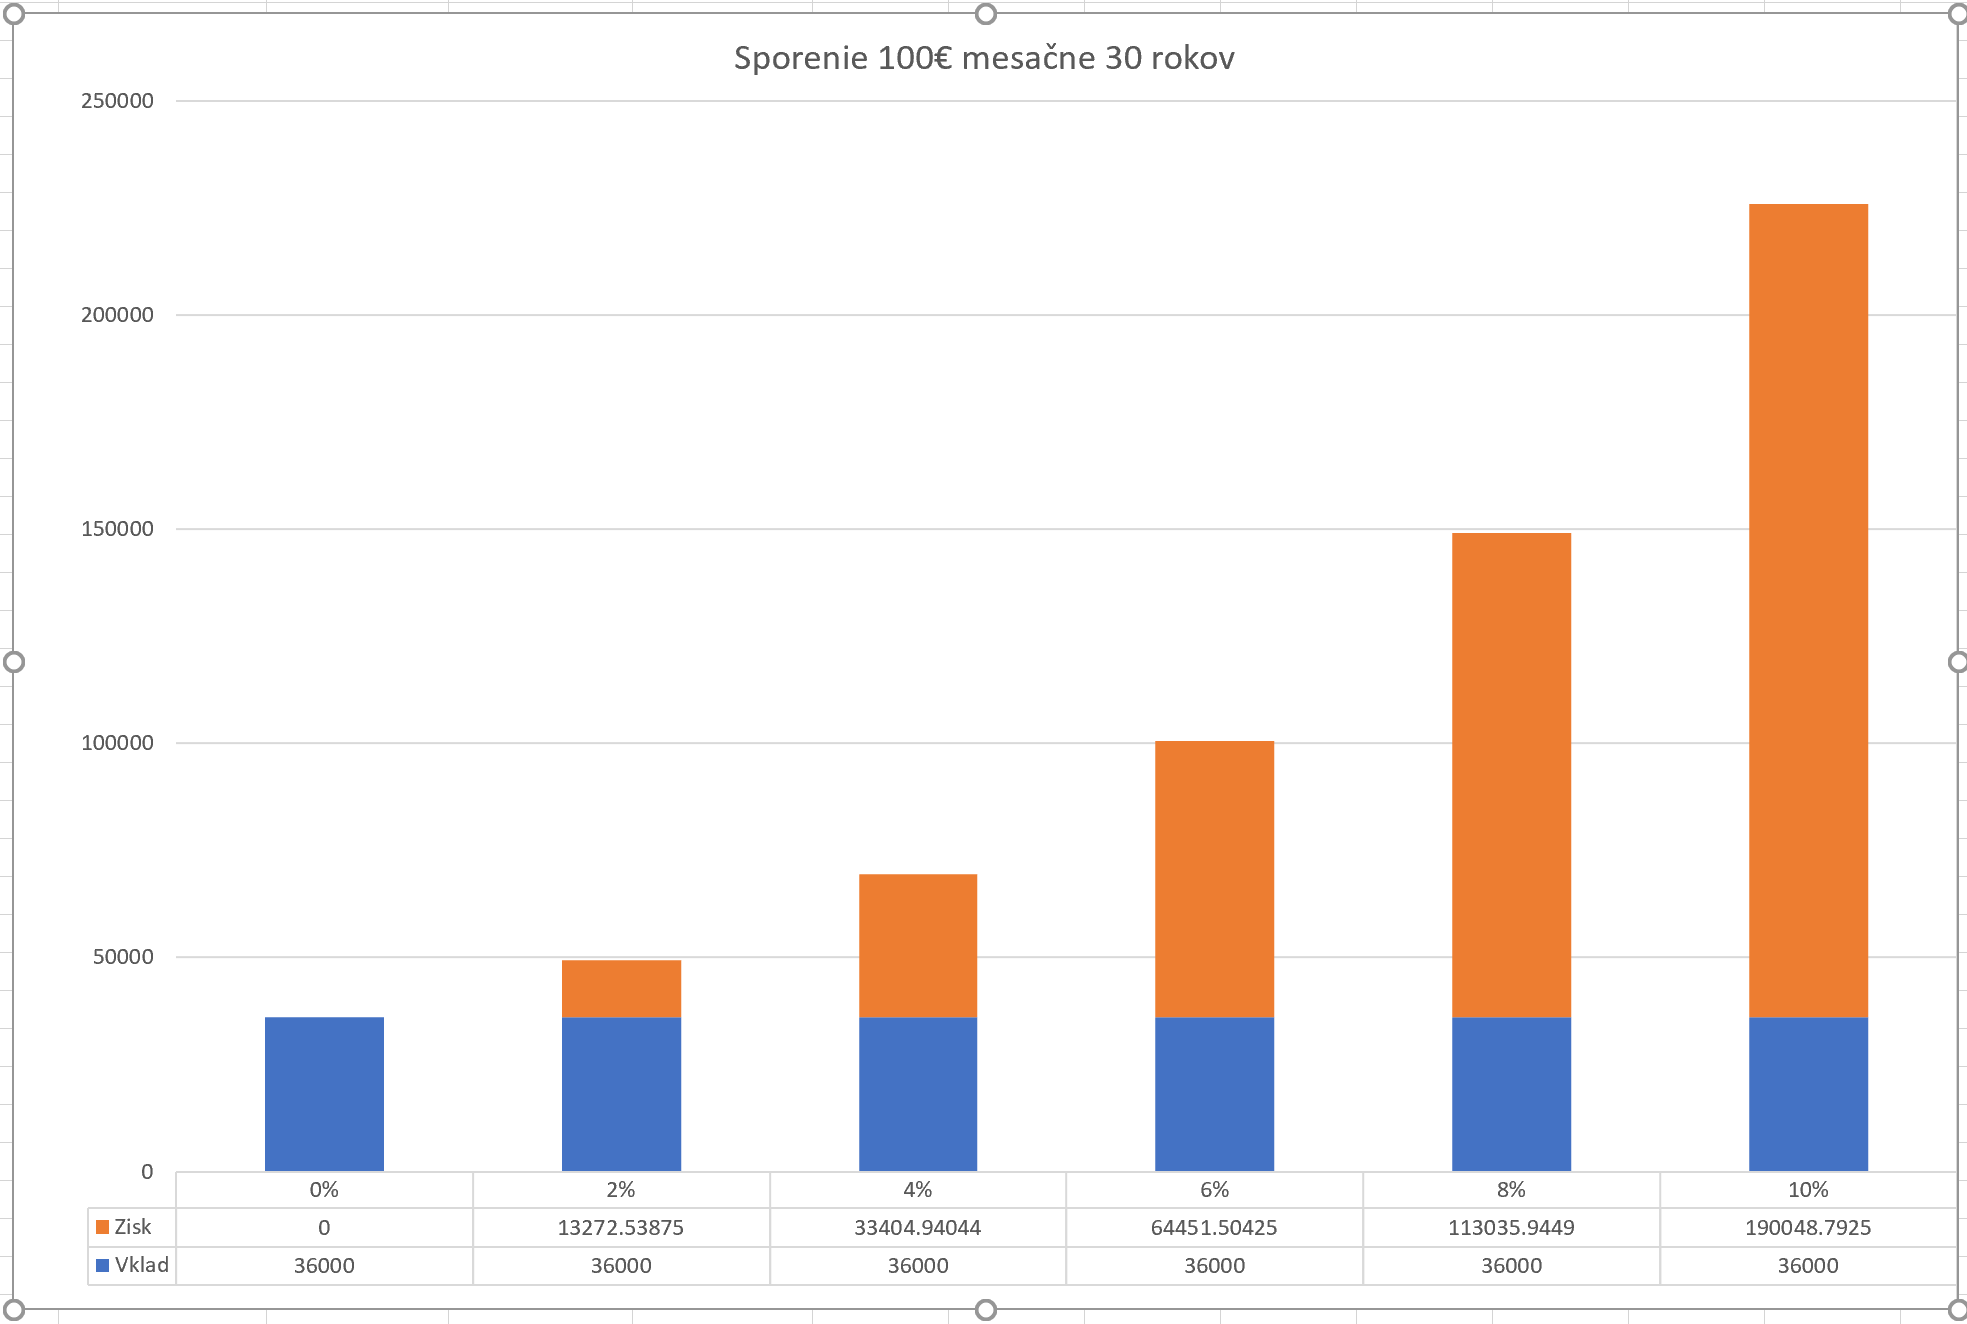 Sporenie 100€ mesačne 30 rokov
250000
200000
150000
100000
50000
0
0% 2% 4% 6% 8% 10%
Zisk 0 13272.53875 33404.94044 64451.50425 113035.9449 190048.7925
Vklad 36000 36000 36000 36000 36000 36000